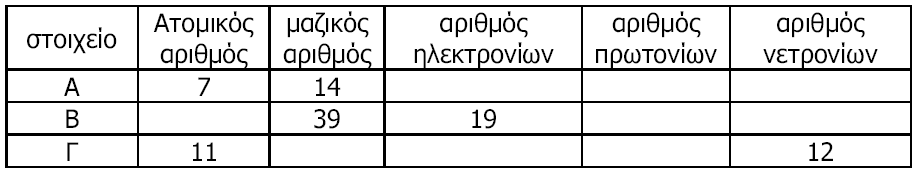 στοιχείο Ατομικός αριθμός μαζικός αριθμός αριθμός ηλεκτρονίων αριθμός πρωτονίων αριθμός νετρονίων
Α 7 14
Β 39 19
Γ 11 12